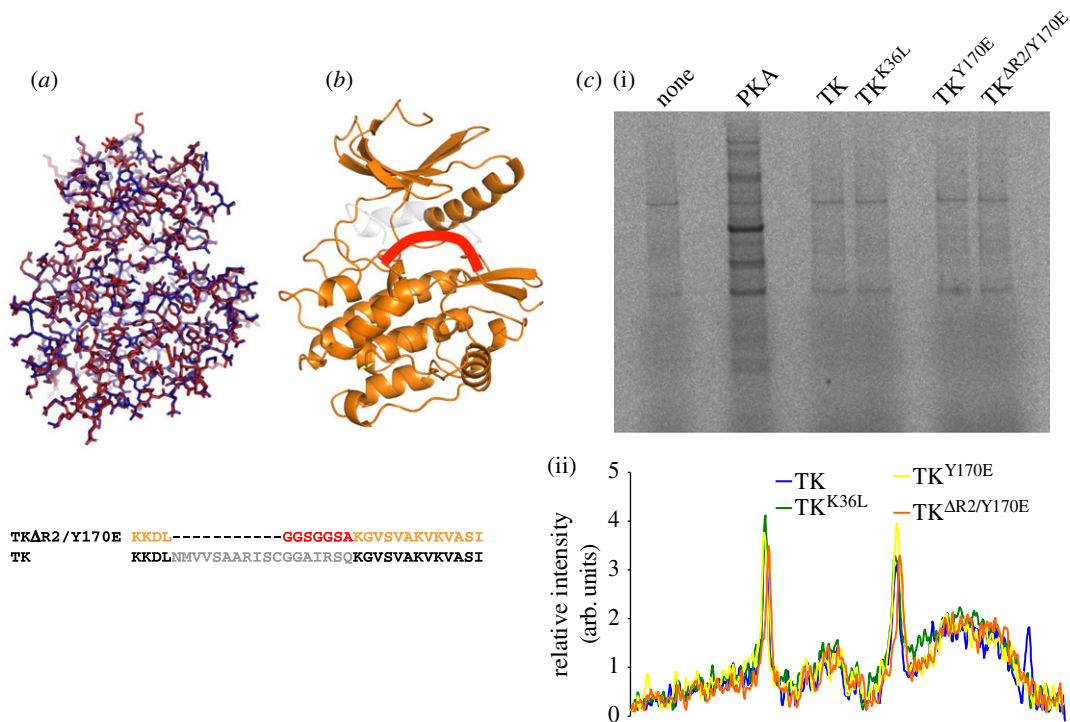 (a)
(b)
(c) (i)
none
PKA
TK
TK^K36L
TK^Y170E
TK^ΔR2/Y170E
TKΔR2/Y170E KKDL------------GGSGGSAKGVSVAKVKVASI
TK KKDLNMVVSAARISCGGAIRSQKGVSVAKVKVASI
(ii)
relative intensity
(arb. units)
5
4
3
2
1
0
TK
TK^K36L
TK^Y170E
TK^ΔR2/Y170E